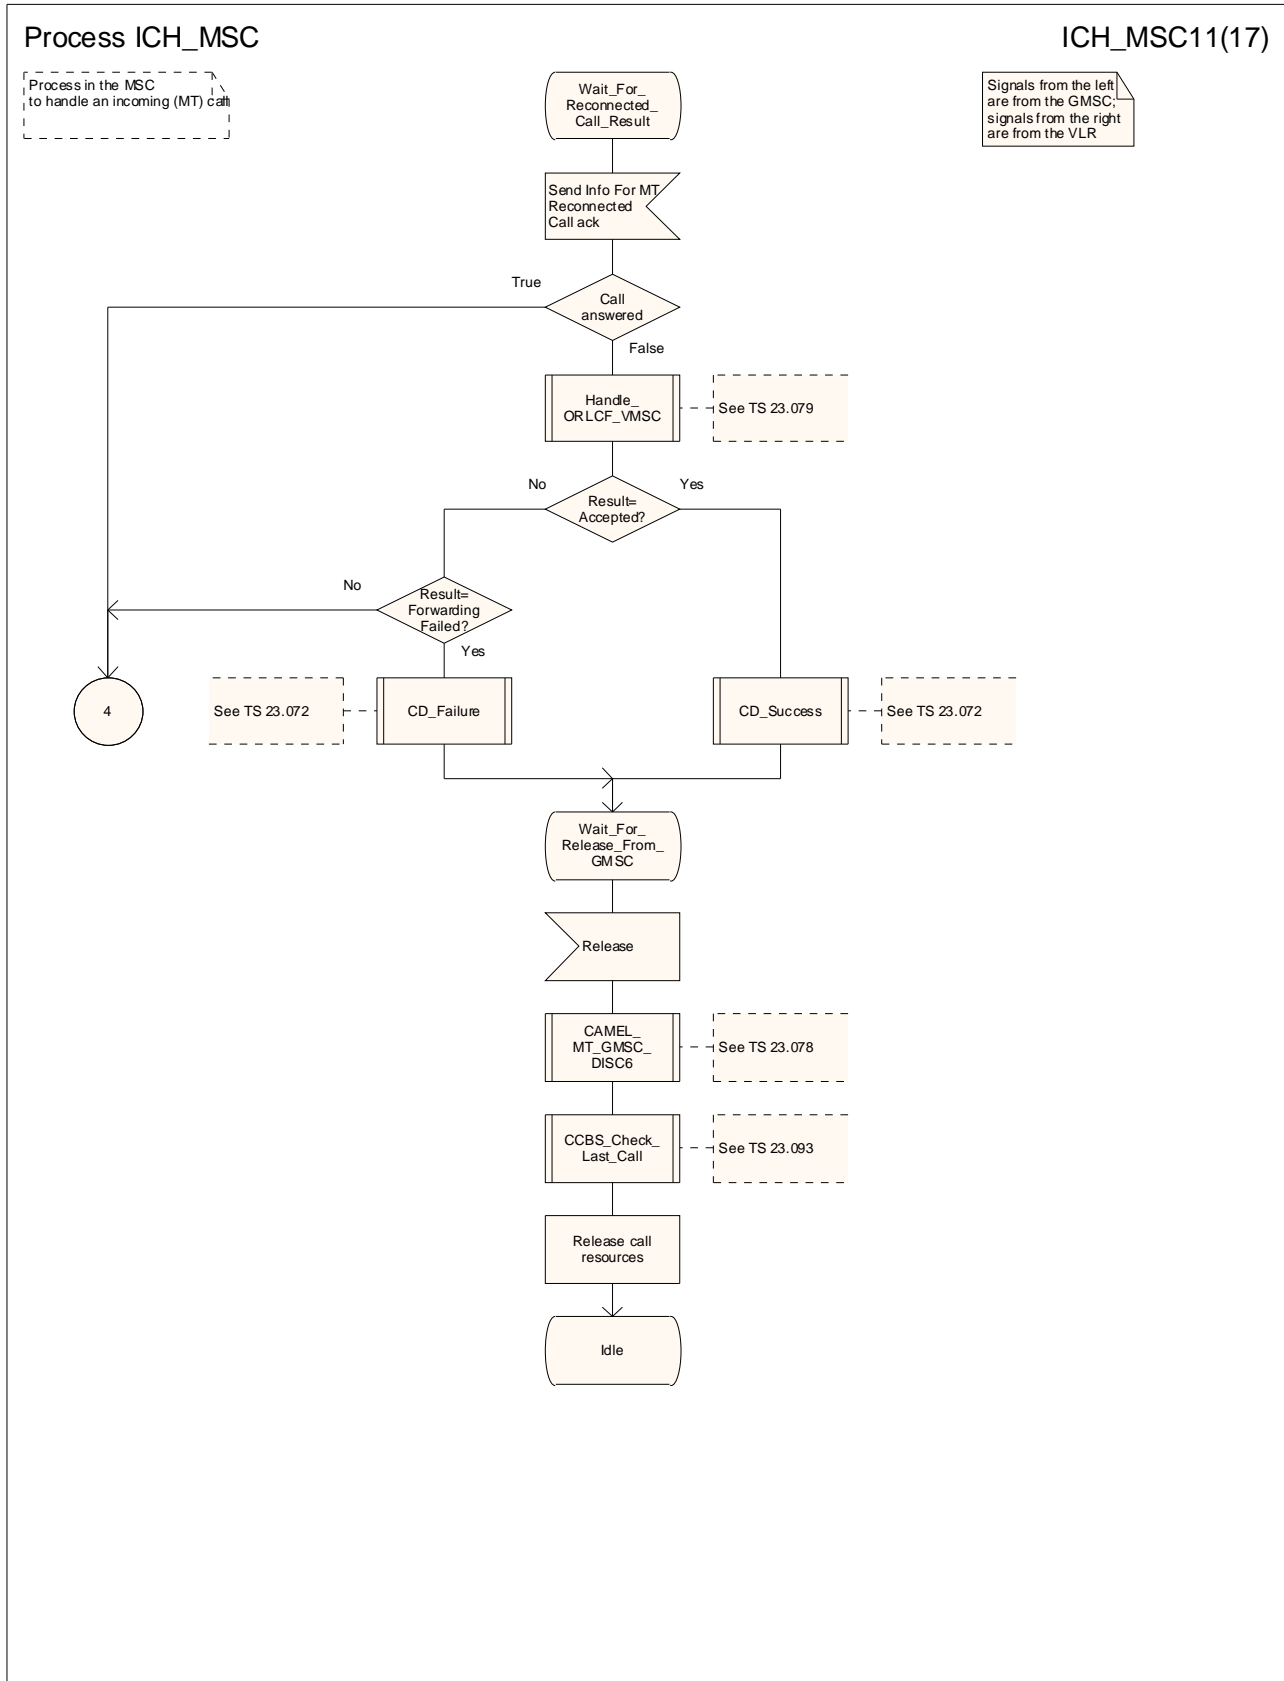 Process ICH_MSC
ICH_MSC11(17)
Process in the MSC
to handle an incoming (MT) call
Signals from the left
are from the GMSC;
signals from the right
are from the VLR
Wait_For_
Reconnected_
Call_Result
Send Info For MT
Reconnected
Call ack
True
Call
answered
False
Handle_
ORLCF_VMSC
See TS 23.079
No
Yes
Result=
Accepted?
No
Result=
Forwarding
Failed?
Yes
4
See TS 23.072
CD_Failure
CD_Success
See TS 23.072
Wait_For_
Release_From_
GMSC
Release
CAMEL_
MT_GMSC_
DISC6
See TS 23.078
CCBS_Check_
Last_Call
See TS 23.093
Release call
resources
Idle